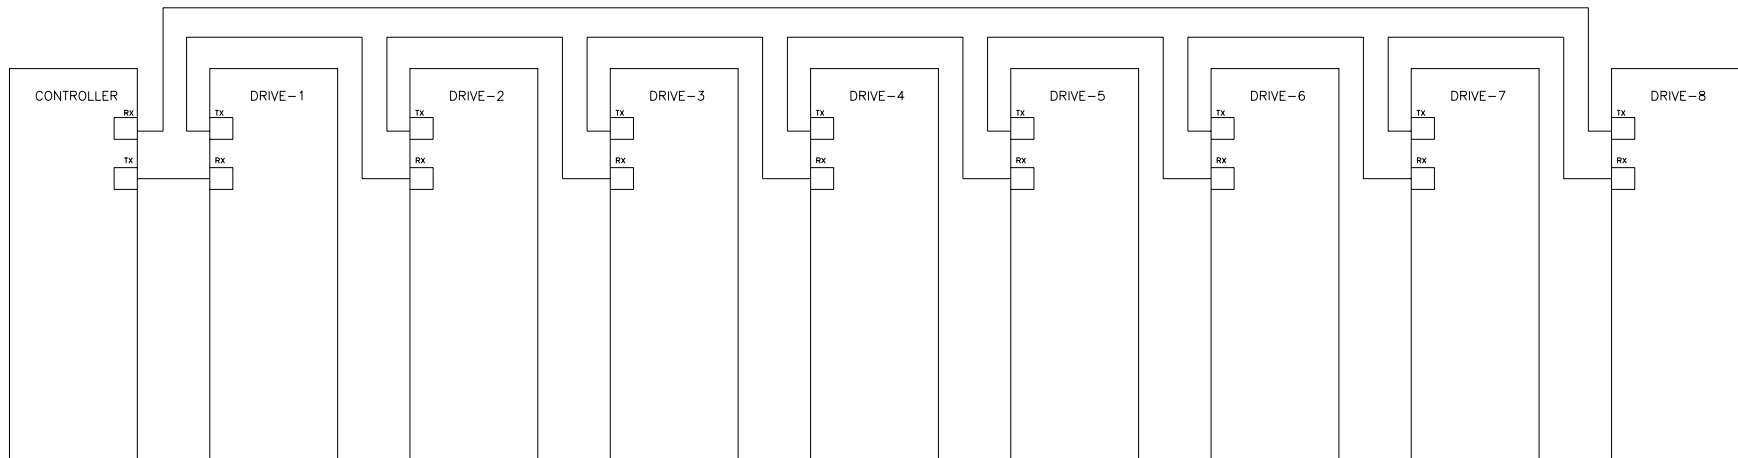 CONTROLLER DRIVE-1 DRIVE-2 DRIVE-3 DRIVE-4 DRIVE-5 DRIVE-6 DRIVE-7 DRIVE-8
RX TX TX TX TX TX TX TX TX
TX RX RX RX RX RX RX RX RX